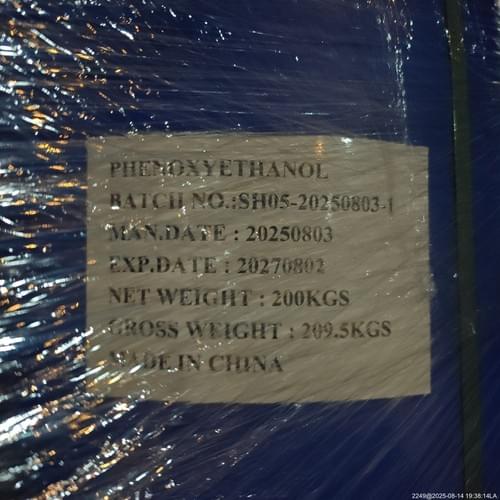 PHENOXYETHANOL
BATCH NO.:SH05-20250803-1
MAN.DATE : 20250803
EXP.DATE : 20270802
NET WEIGHT : 200KGS
GROSS WEIGHT : 209.5KGS
MADE IN CHINA
2249@2025-08-14 19:38:14LA